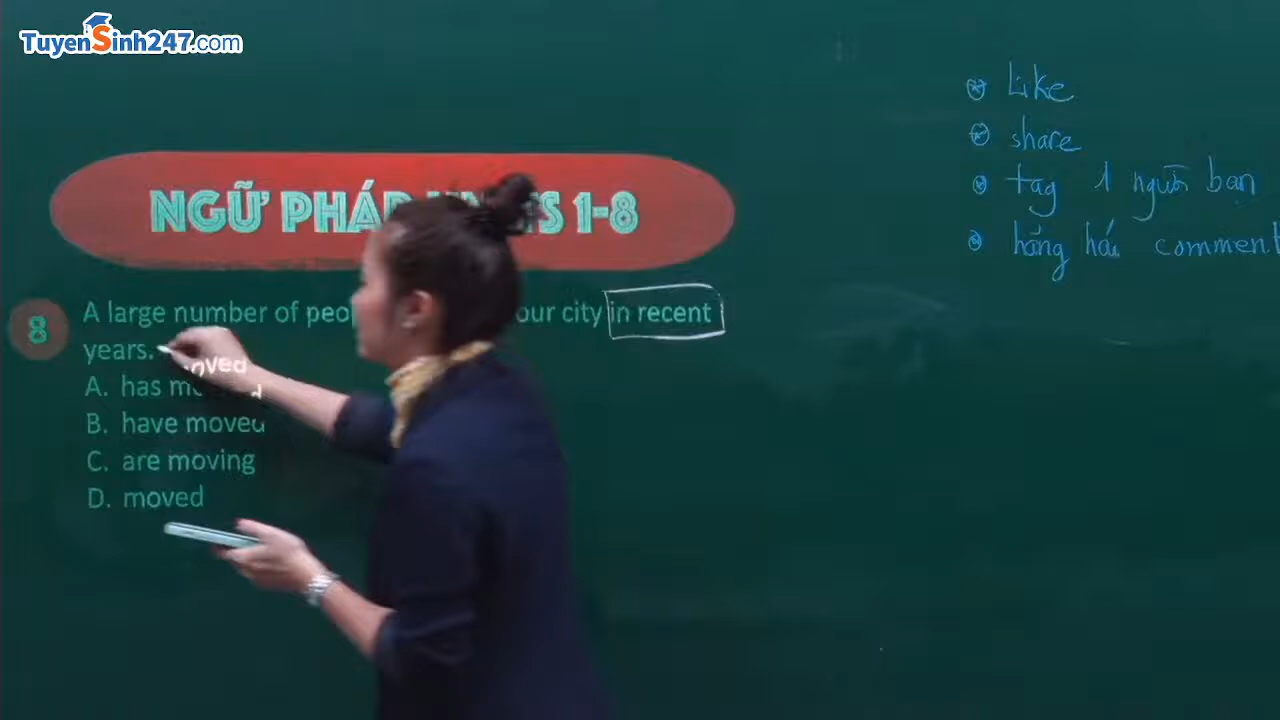 TuyenSinh247.com
NGỮ PHÁP S 1-8
8
A large number of our city in recent
years.
A. has
B. have moved
C. are moving
D. moved
Like
share
tag 1 người bạn
hăng hái comment